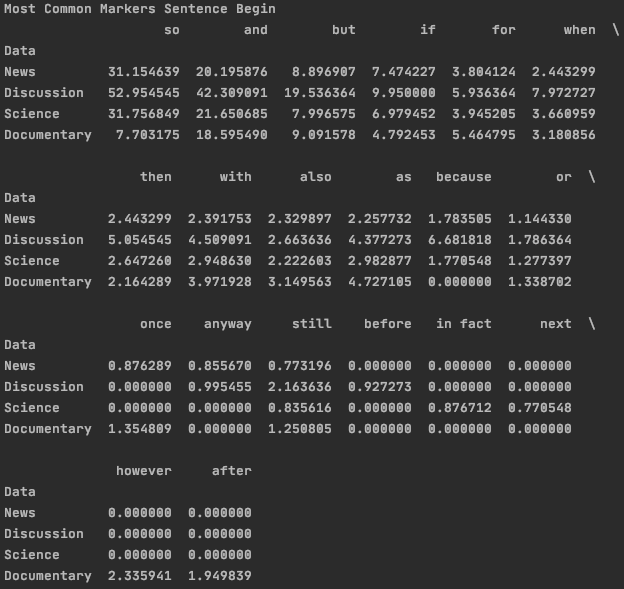 Most Common Markers Sentence Begin
so and but if for when \
Data
News 31.154639 20.195876 8.896907 7.474227 3.804124 2.443299
Discussion 52.954545 42.309091 19.536364 9.950000 5.936364 7.972727
Science 31.756849 21.650685 7.996575 6.979452 3.945205 3.660959
Documentary 7.703175 18.595490 9.091578 4.792453 5.464795 3.180856
then with also as because or \
Data
News 2.443299 2.391753 2.329897 2.257732 1.783505 1.144330
Discussion 5.054545 4.509091 2.663636 4.377273 6.681818 1.786364
Science 2.647260 2.948630 2.222603 2.982877 1.770548 1.277397
Documentary 2.164289 3.971928 3.149563 4.727105 0.000000 1.338702
once anyway still before in fact next \
Data
News 0.876289 0.855670 0.773196 0.000000 0.000000 0.000000
Discussion 0.000000 0.995455 2.163636 0.927273 0.000000 0.000000
Science 0.000000 0.000000 0.835616 0.000000 0.876712 0.770548
Documentary 1.354809 0.000000 1.250805 0.000000 0.000000 0.000000
however after
Data
News 0.000000 0.000000
Discussion 0.000000 0.000000
Science 0.000000 0.000000
Documentary 2.335941 1.949839